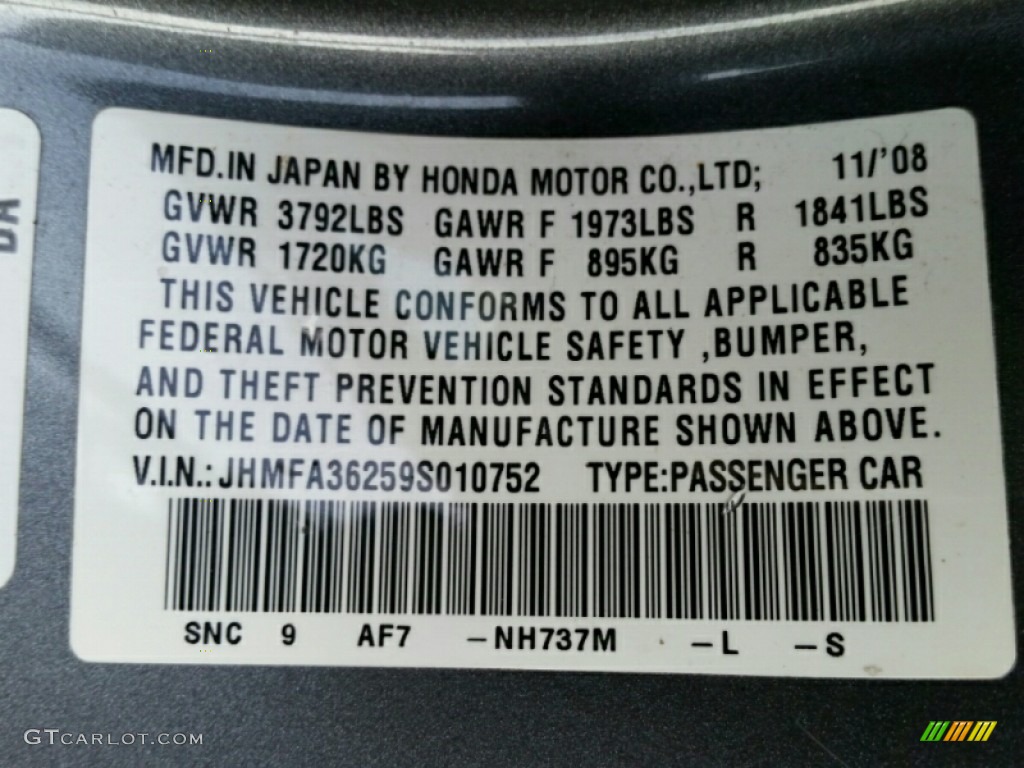 MFD.IN JAPAN BY HONDA MOTOR CO.,LTD; 11/'08
GVWR 3792LBS GAWR F 1973LBS R 1841LBS
GVWR 1720KG GAWR F 895KG R 835KG
THIS VEHICLE CONFORMS TO ALL APPLICABLE
FEDERAL MOTOR VEHICLE SAFETY ,BUMPER,
AND THEFT PREVENTION STANDARDS IN EFFECT
ON THE DATE OF MANUFACTURE SHOWN ABOVE.
V.I.N.: JHMFA36259S010752 TYPE:PASSENGER CAR
SNC 9 AF7 –NH737M –L –S
GTCARLOT.COM